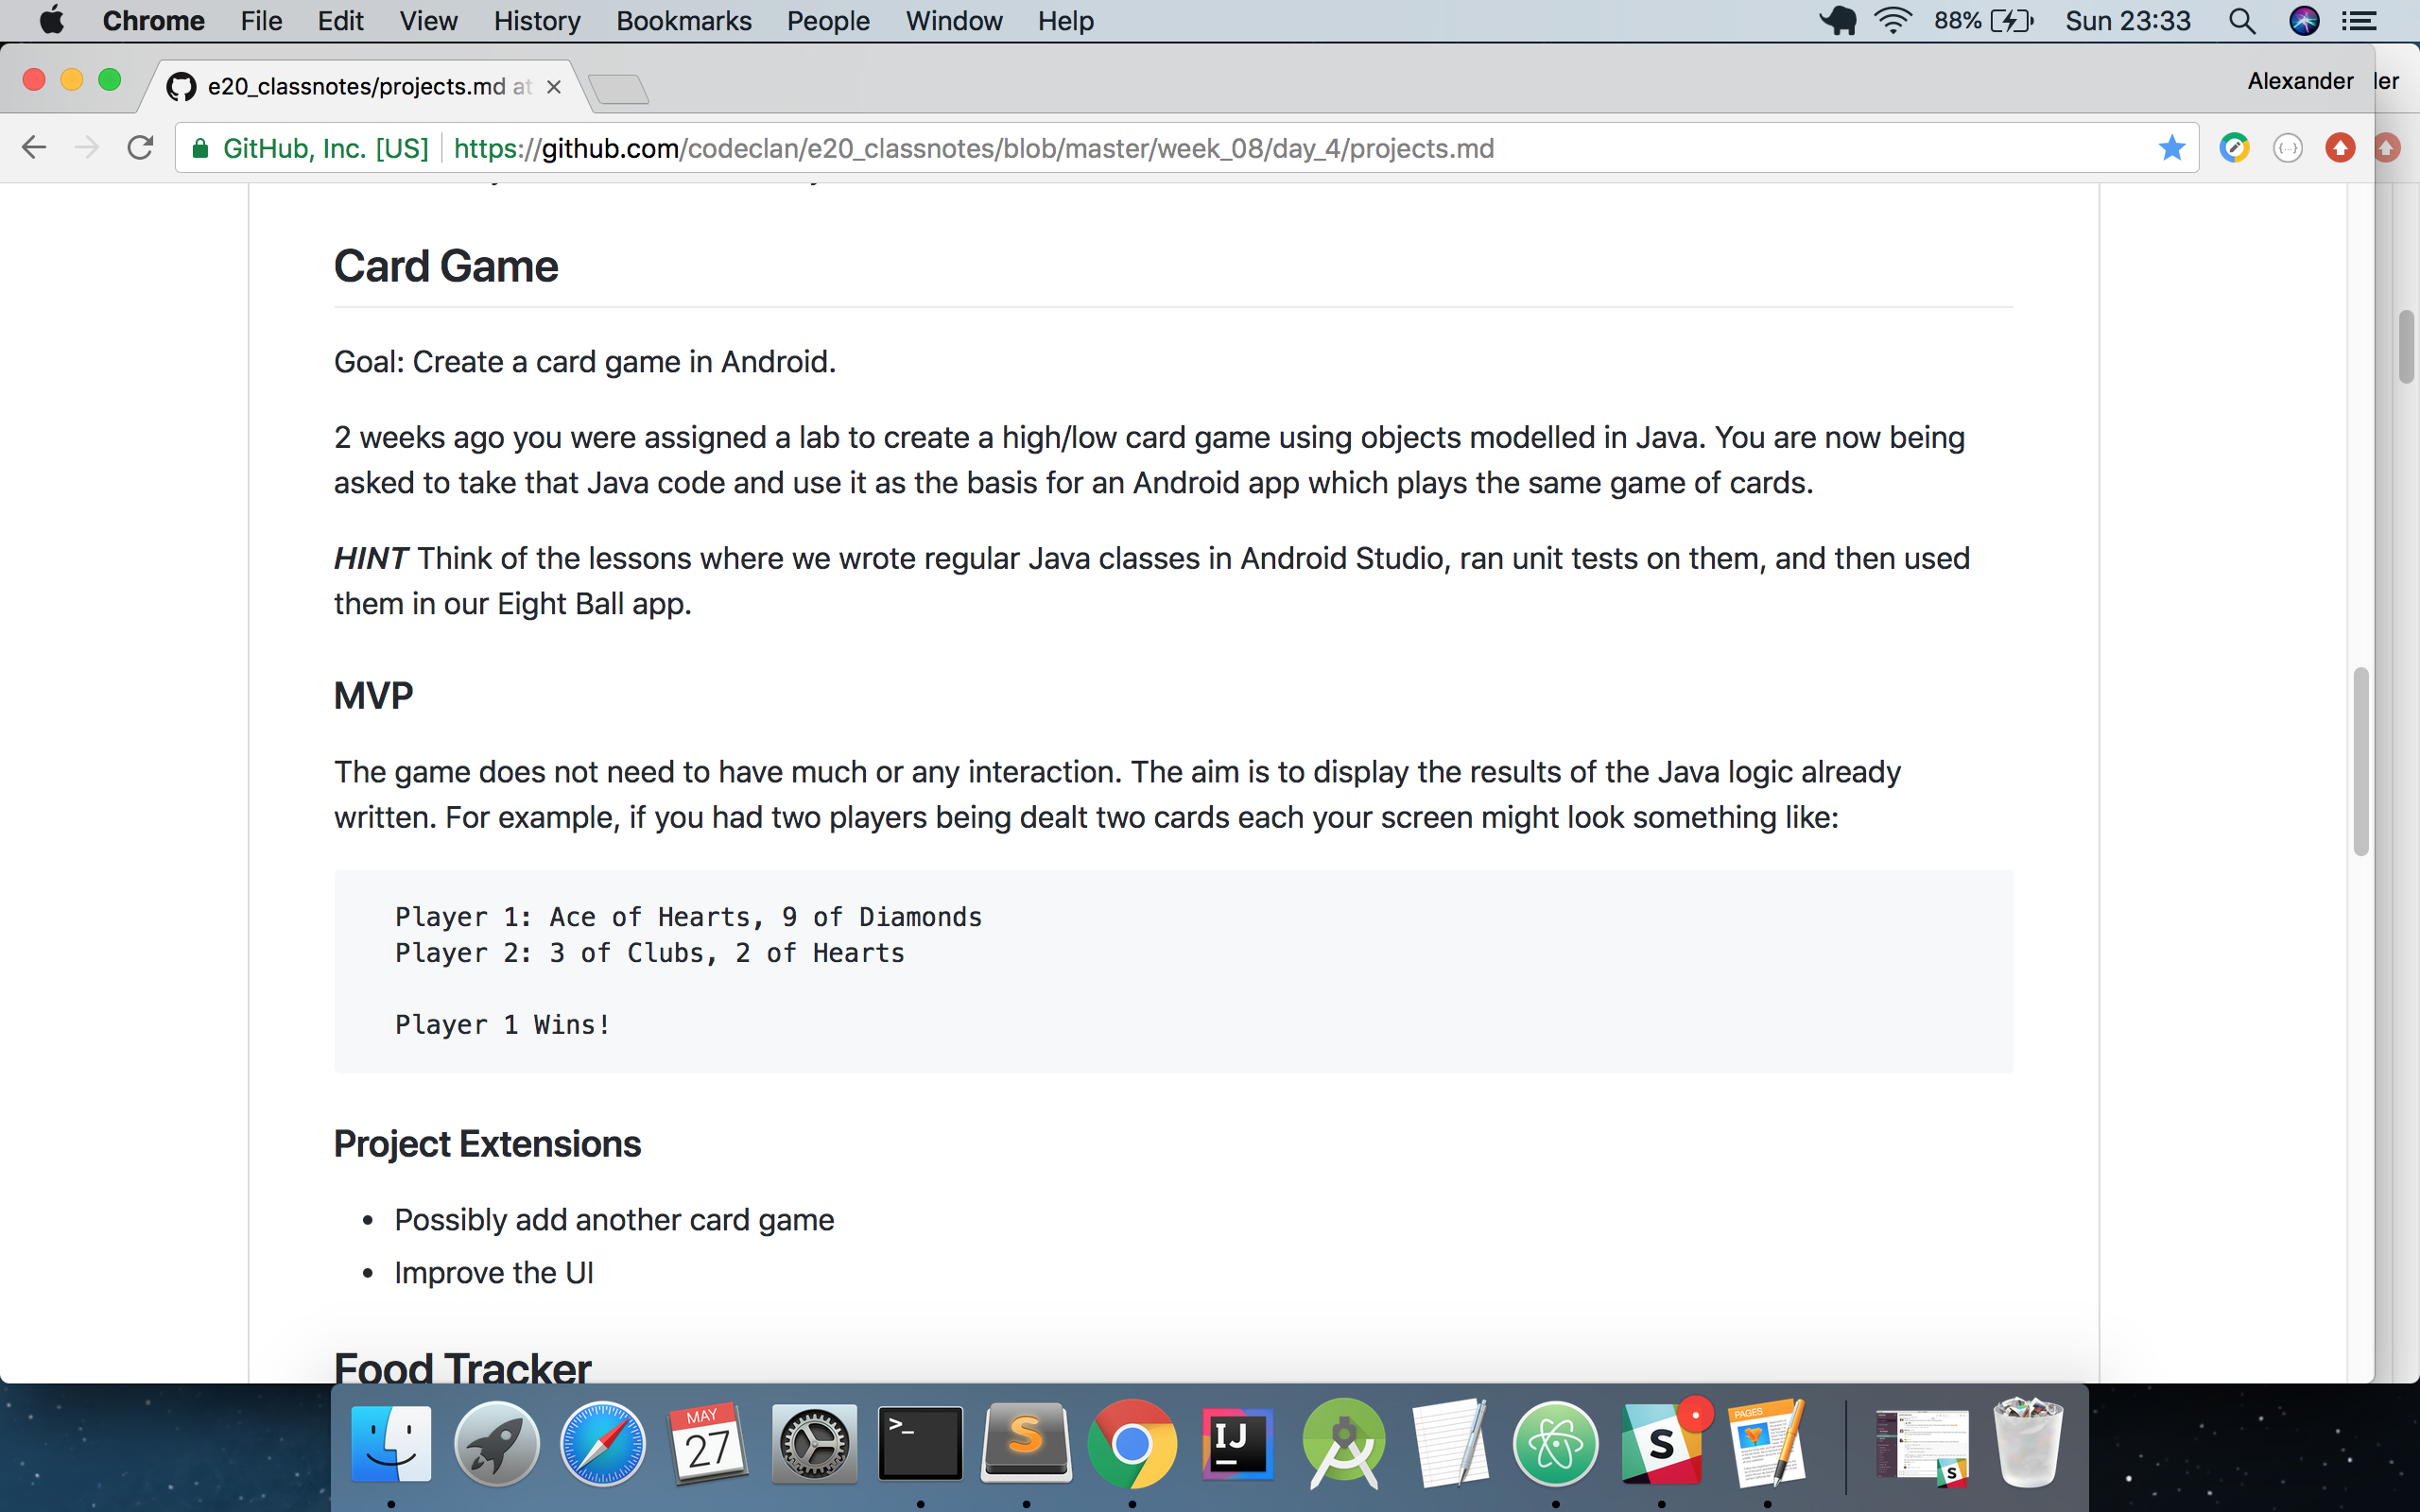 Chrome File Edit View History Bookmarks People Window Help 88% Sun 23:33
e20_classnotes/projects.md at Alexander ler
GitHub, Inc. [US] https://github.com/codeclan/e20_classnotes/blob/master/week_08/day_4/projects.md
Card Game
Goal: Create a card game in Android.
2 weeks ago you were assigned a lab to create a high/low card game using objects modelled in Java. You are now being
asked to take that Java code and use it as the basis for an Android app which plays the same game of cards.
HINT Think of the lessons where we wrote regular Java classes in Android Studio, ran unit tests on them, and then used
them in our Eight Ball app.
MVP
The game does not need to have much or any interaction. The aim is to display the results of the Java logic already
written. For example, if you had two players being dealt two cards each your screen might look something like:
Player 1: Ace of Hearts, 9 of Diamonds
Player 2: 3 of Clubs, 2 of Hearts
Player 1 Wins!
Project Extensions
• Possibly add another card game
• Improve the UI
Food Tracker
MAY
27
>_
S
IJ
S
PAGES
S